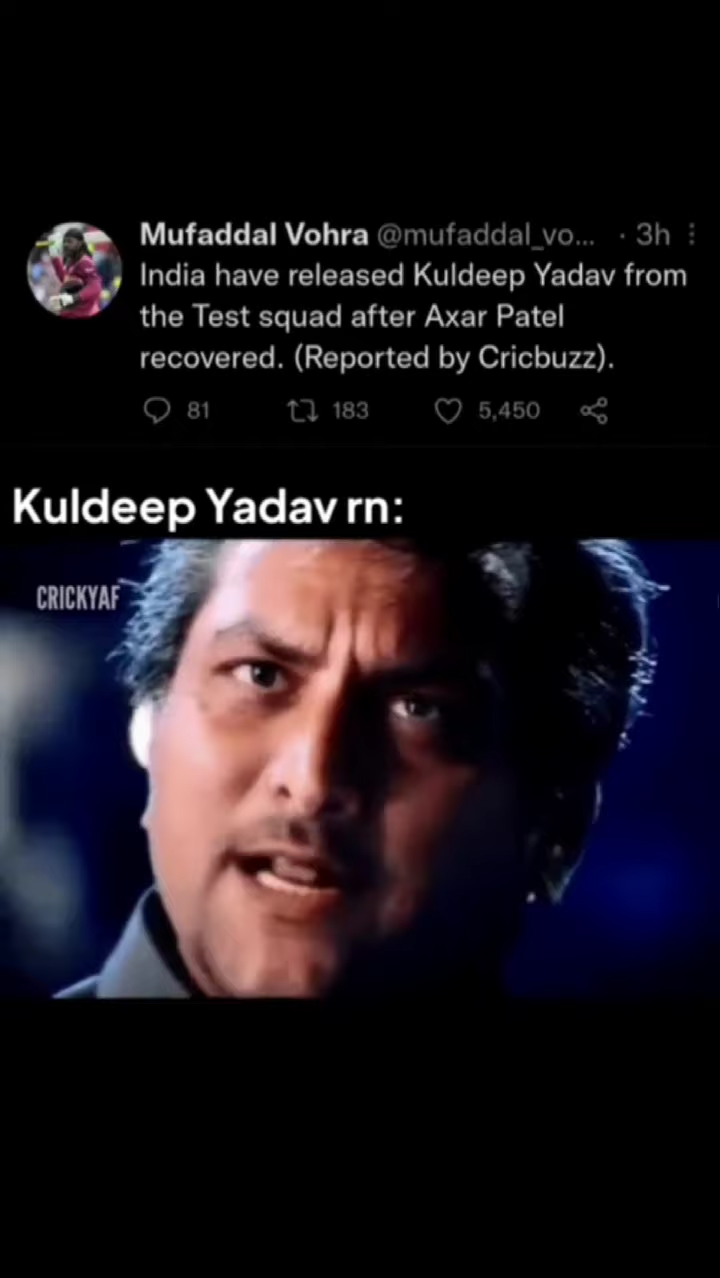 Mufaddal Vohra @mufaddal_vo... · 3h
India have released Kuldeep Yadav from
the Test squad after Axar Patel
recovered. (Reported by Cricbuzz).
81 183 5,450
Kuldeep Yadav rn:
CRICKYAF